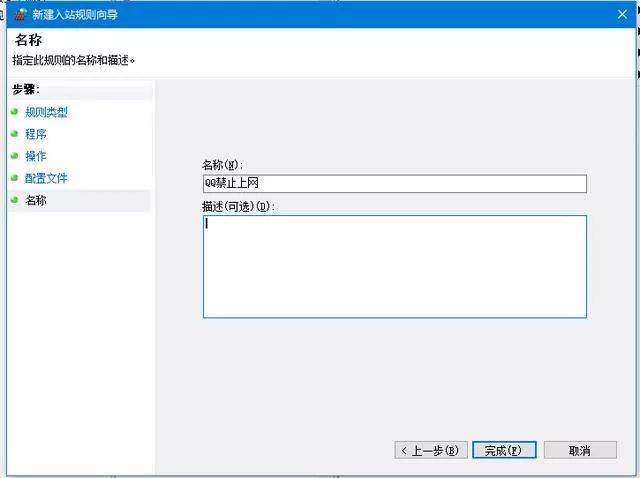 新建入站规则向导
名称
指定此规则的名称和描述。
步骤:
规则类型
程序
操作
配置文件
名称
名称(N):
QQ禁止上网
描述(可选)(D):
< 上一步(B)
完成(F)
取消